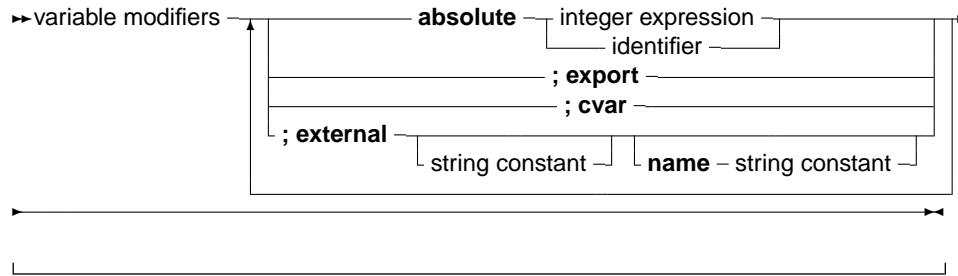 variable modifiers absolute integer expression
identifier
; export
; cvar
; external
string constant name string constant